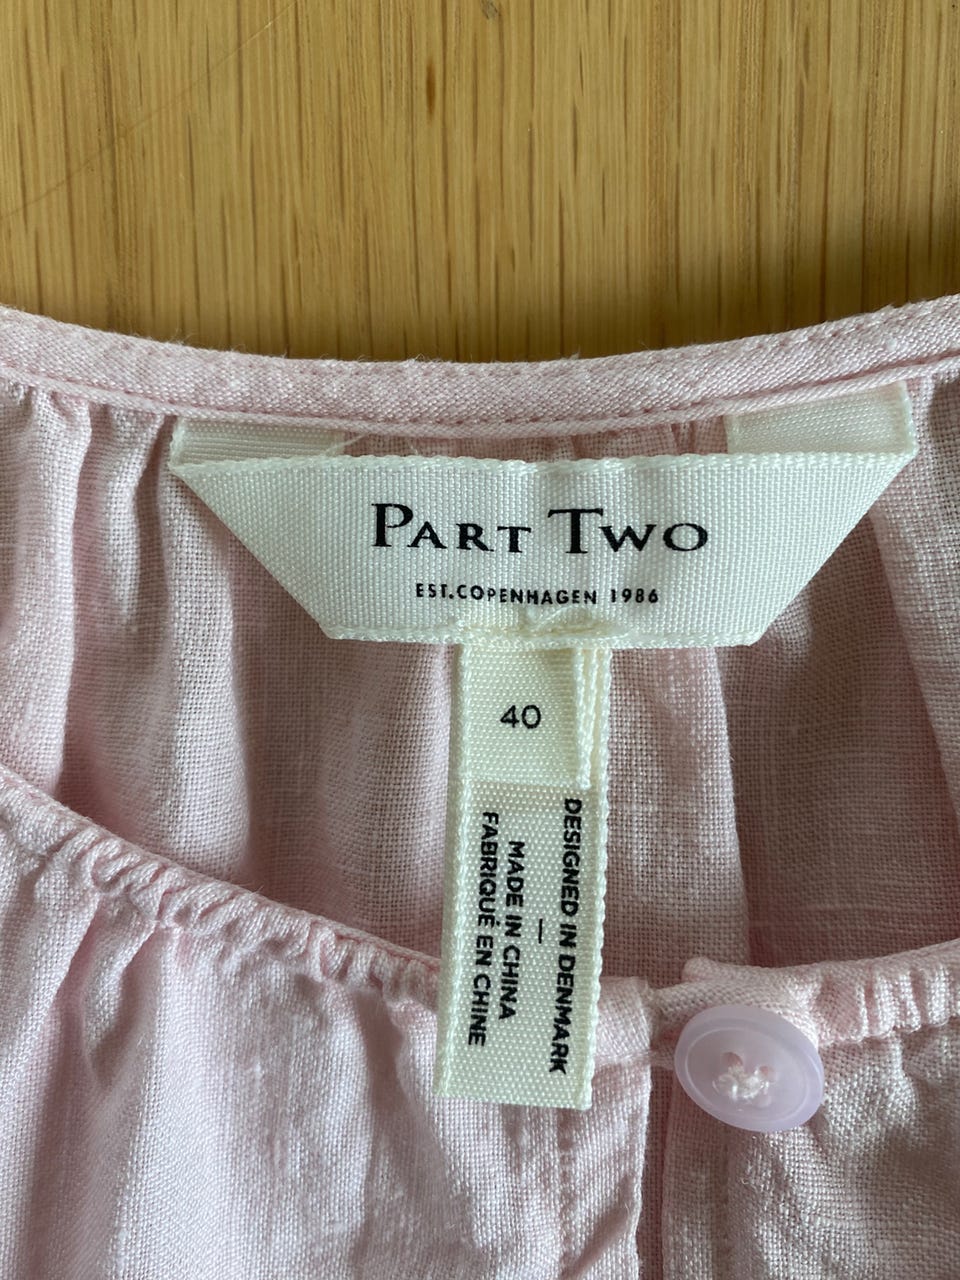 PART TWO
EST.COPENHAGEN 1986
40
DESIGNED IN DENMARK
—
MADE IN CHINA
FABRIQUÉ EN CHINE